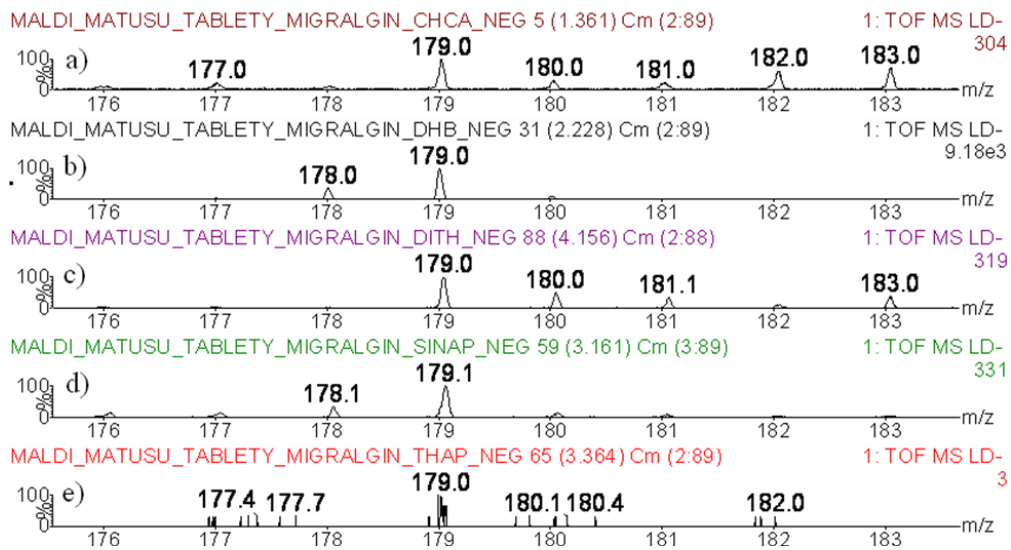 MALDI_MATUSU_TABLETY_MIGRALGIN_CHCA_NEG 5 (1.361) Cm (2:89) 1: TOF MS LD-
304
a)
100
%
0
177.0 179.0 180.0 181.0 182.0 183.0
176 177 178 179 180 181 182 183 m/z
MALDI_MATUSU_TABLETY_MIGRALGIN_DHB_NEG 31 (2.228) Cm (2:89) 1: TOF MS LD-
9.18e3
b)
100
%
0
178.0 179.0
176 177 178 179 180 181 182 183 m/z
MALDI_MATUSU_TABLETY_MIGRALGIN_DITH_NEG 88 (4.156) Cm (2:88) 1: TOF MS LD-
319
c)
100
%
0
179.0 180.0 181.1 183.0
176 177 178 179 180 181 182 183 m/z
MALDI_MATUSU_TABLETY_MIGRALGIN_SINAP_NEG 59 (3.161) Cm (3:89) 1: TOF MS LD-
331
d)
100
%
0
178.1 179.1
176 177 178 179 180 181 182 183 m/z
MALDI_MATUSU_TABLETY_MIGRALGIN_THAP_NEG 65 (3.364) Cm (2:89) 1: TOF MS LD-
3
e)
100
%
0
177.4 177.7 179.0 180.1 180.4 182.0
176 177 178 179 180 181 182 183 m/z